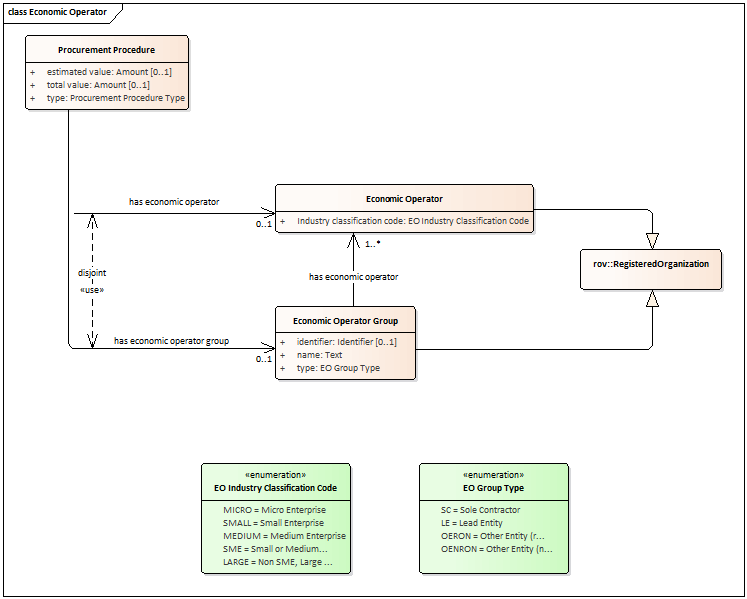 class Economic Operator
Procurement Procedure
+ estimated value: Amount [0..1]
+ total value: Amount [0..1]
+ type: Procurement Procedure Type
has economic operator
0..1
Economic Operator
+ Industry classification code: EO Industry Classification Code
1..*
disjoint
«use»
has economic operator
rov::RegisteredOrganization
has economic operator group
0..1
Economic Operator Group
+ identifier: Identifier [0..1]
+ name: Text
+ type: EO Group Type
«enumeration»
EO Industry Classification Code
MICRO = Micro Enterprise
SMALL = Small Enterprise
MEDIUM = Medium Enterprise
SME = Small or Medium...
LARGE = Non SME, Large ...
«enumeration»
EO Group Type
SC = Sole Contractor
LE = Lead Entity
OERON = Other Entity (r...
OENRON = Other Entity (n...